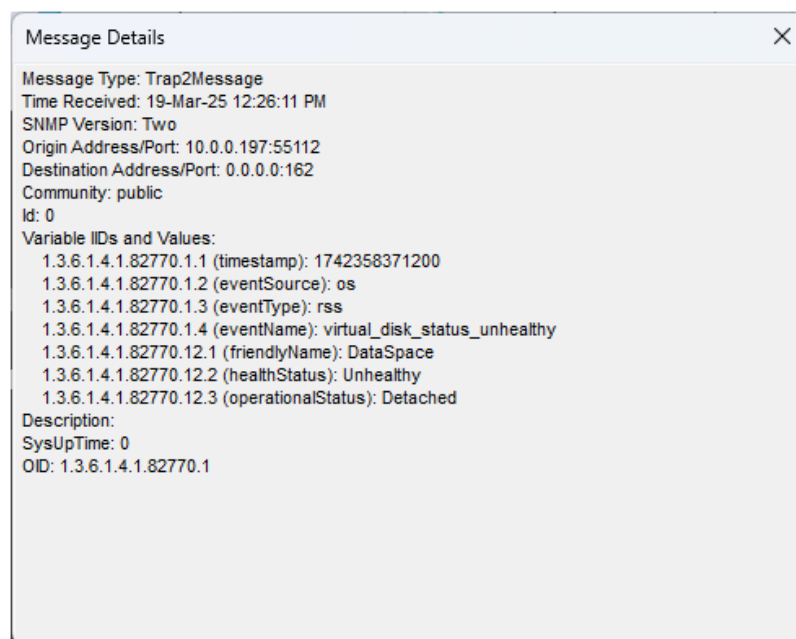 Message Details
Message Type: Trap2Message
Time Received: 19-Mar-25 12:26:11 PM
SNMP Version: Two
Origin Address/Port: 10.0.0.197:55112
Destination Address/Port: 0.0.0.0:162
Community: public
Id: 0
Variable IIDs and Values:
1.3.6.1.4.1.82770.1.1 (timestamp): 1742358371200
1.3.6.1.4.1.82770.1.2 (eventSource): os
1.3.6.1.4.1.82770.1.3 (eventType): rss
1.3.6.1.4.1.82770.1.4 (eventName): virtual_disk_status_unhealthy
1.3.6.1.4.1.82770.12.1 (friendlyName): DataSpace
1.3.6.1.4.1.82770.12.2 (healthStatus): Unhealthy
1.3.6.1.4.1.82770.12.3 (operationalStatus): Detached
Description:
SysUpTime: 0
OID: 1.3.6.1.4.1.82770.1